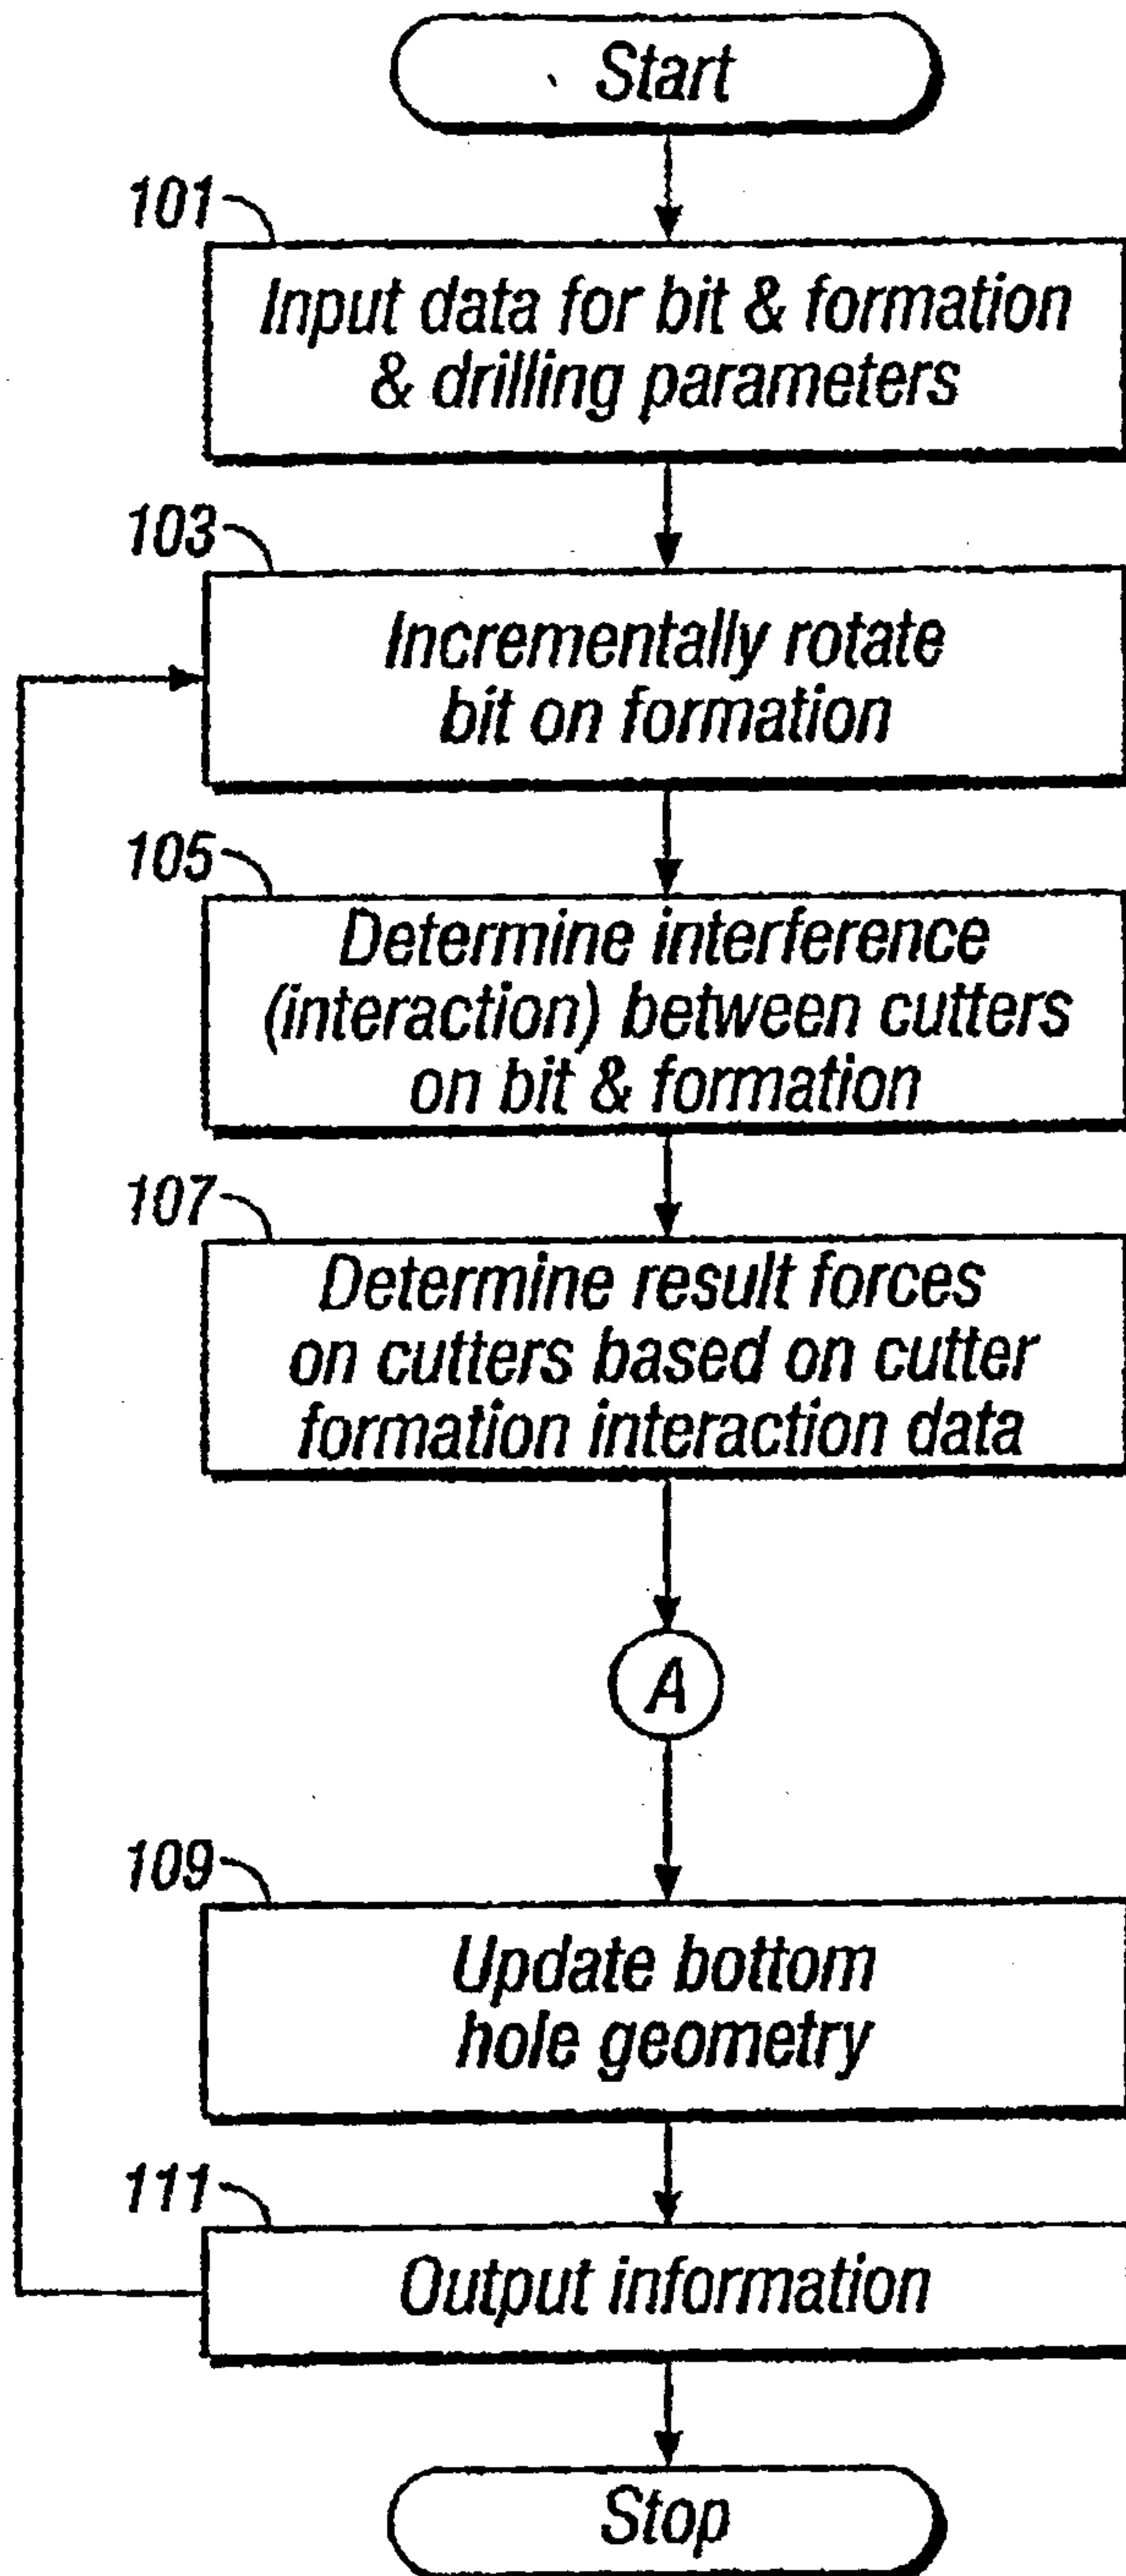 Start
101
Input data for bit & formation
& drilling parameters
103
Incrementally rotate
bit on formation
105
Determine interference
(interaction) between cutters
on bit & formation
107
Determine result forces
on cutters based on cutter
formation interaction data
A
109
Update bottom
hole geometry
111
Output information
Stop